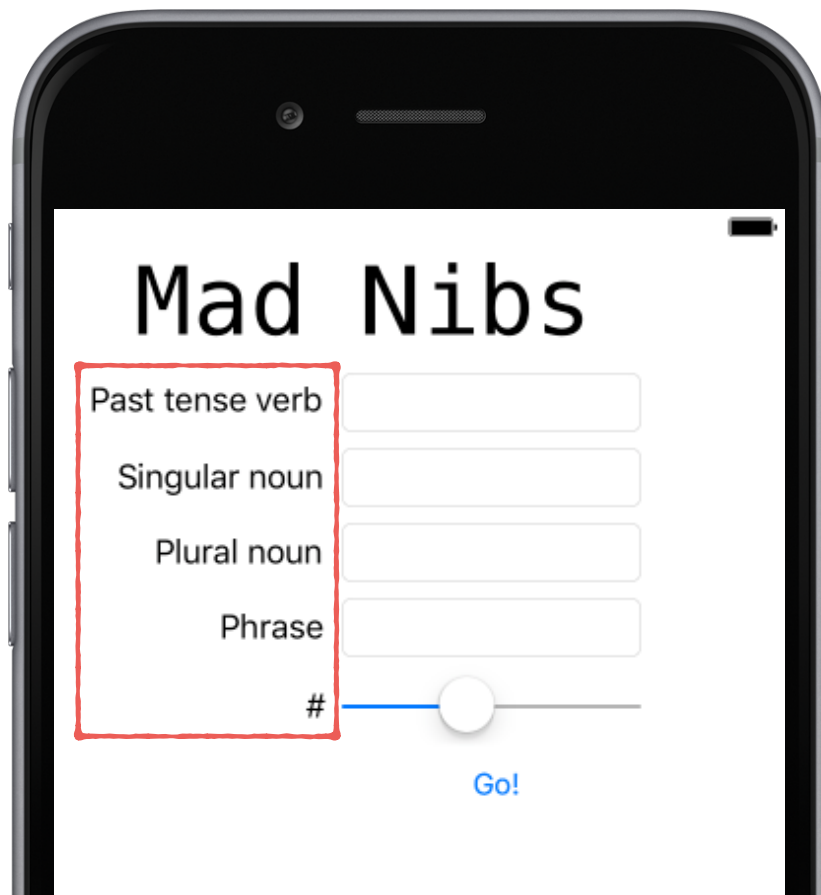 Mad Nibs
Past tense verb
Singular noun
Plural noun
Phrase
#
Go!